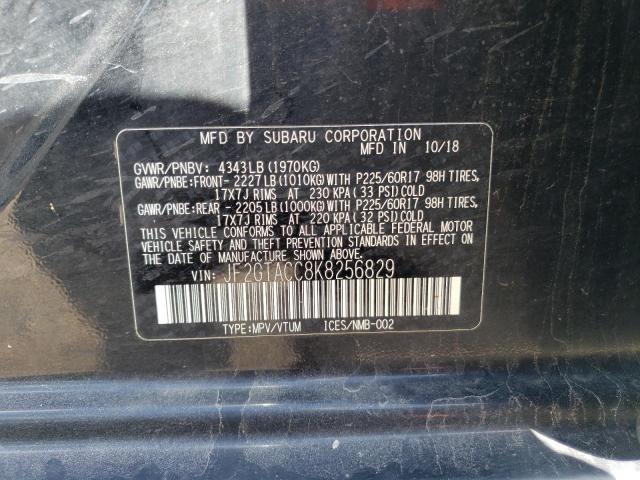 MFD BY SUBARU CORPORATION
MFD IN 10/18
GVWR/PNBV: 4343LB (1970KG)
GAWR/PNBE:FRONT-2227LB(1010KG)WITH P225/60R17 98H TIRES,
17X7J RIMS AT 230 KPA (33 PSI)COLD
GAWR/PNBE:REAR -2205LB(1000KG)WITH P225/60R17 98H TIRES,
17X7J RIMS AT 220 KPA (32 PSI)COLD
THIS VEHICLE CONFORMS TO ALL APPLICABLE FEDERAL MOTOR
VEHICLE SAFETY, BUMPER, AND THEFT PREVENTION STANDARDS IN EFFECT
ON THE DATE OF MANUFACTURE SHOWN ABOVE.
VIN: JF2GTACC8K8256829
TYPE:MPV/VTUM ICES/NMB-002